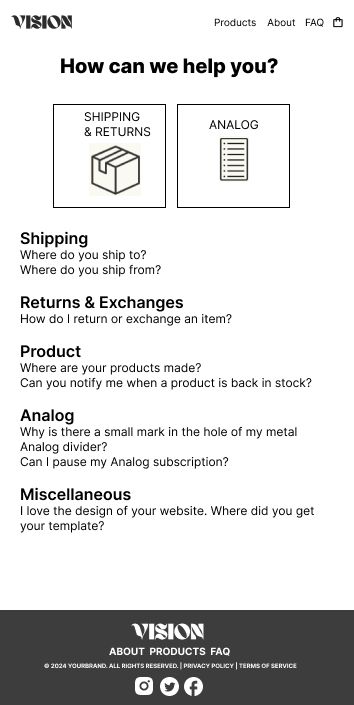 VISION
Products About FAQ
How can we help you?
SHIPPING
& RETURNS
ANALOG
Shipping
Where do you ship to?
Where do you ship from?
Returns & Exchanges
How do I return or exchange an item?
Product
Where are your products made?
Can you notify me when a product is back in stock?
Analog
Why is there a small mark in the hole of my metal
Analog divider?
Can I pause my Analog subscription?
Miscellaneous
I love the design of your website. Where did you get
your template?
VISION
ABOUT PRODUCTS FAQ
© 2024 YOURBRAND. ALL RIGHTS RESERVED. | PRIVACY POLICY | TERMS OF SERVICE